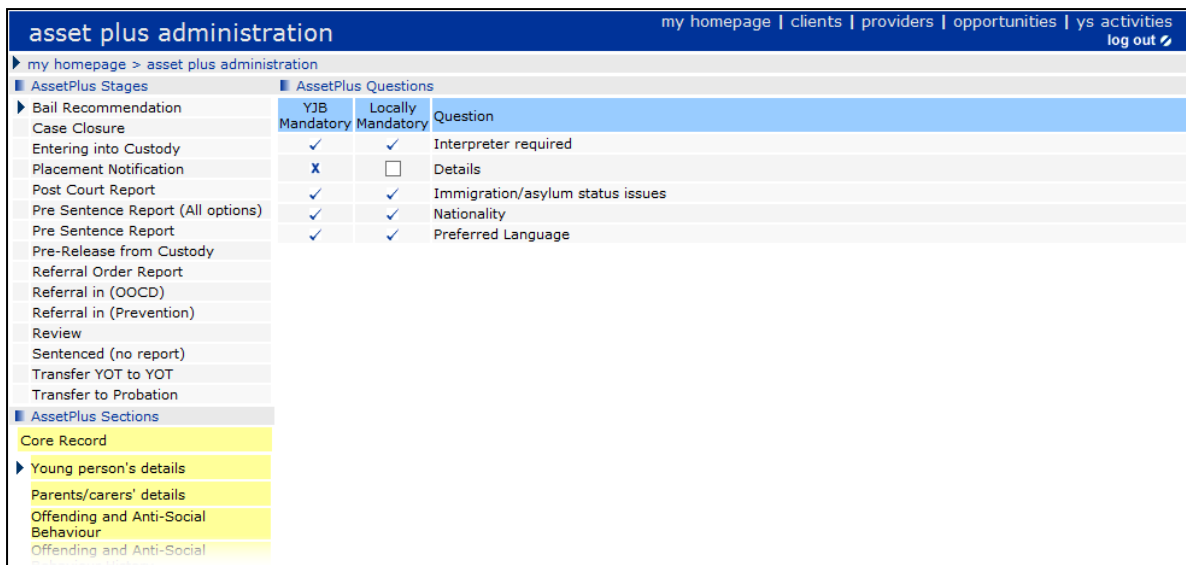 asset plus administration
my homepage | clients | providers | opportunities | ys activities
log out
my homepage > asset plus administration
AssetPlus Stages
Bail Recommendation
Case Closure
Entering into Custody
Placement Notification
Post Court Report
Pre Sentence Report (All options)
Pre Sentence Report
Pre-Release from Custody
Referral Order Report
Referral in (OOCD)
Referral in (Prevention)
Review
Sentenced (no report)
Transfer YOT to YOT
Transfer to Probation
AssetPlus Sections
Core Record
Young person's details
Parents/carers' details
Offending and Anti-Social
Behaviour
Offending and Anti-Social
AssetPlus Questions
YJB Locally
Mandatory Mandatory Question
✓ ✓ Interpreter required
X Details
✓ ✓ Immigration/asylum status issues
✓ ✓ Nationality
✓ ✓ Preferred Language